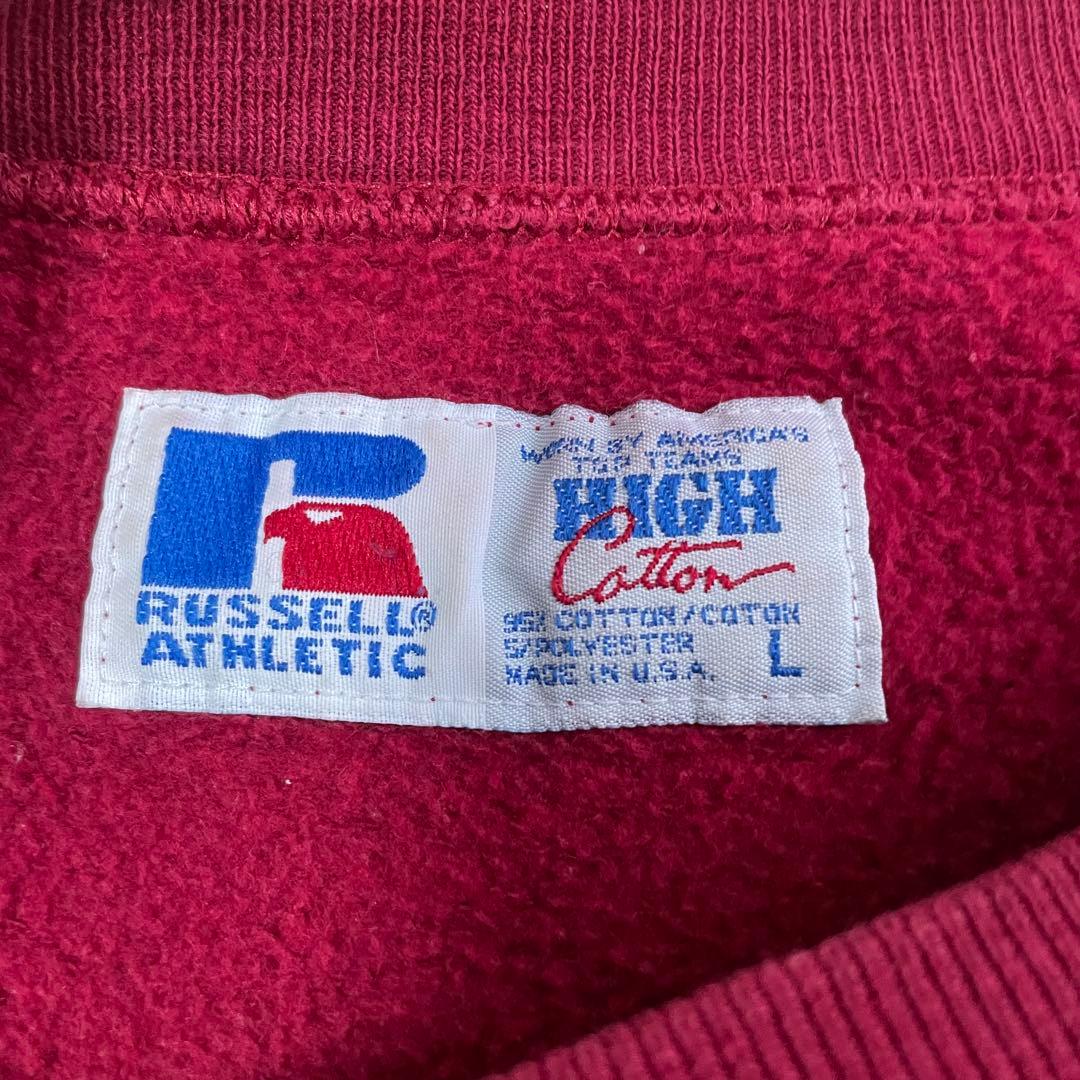 RUSSELL®
ATHLETIC
WORN BY AMERICA'S
TOP TEAMS
HIGH
Cotton
95% COTTON/COTON
5/POLYESTER
MADE IN U.S.A.
L